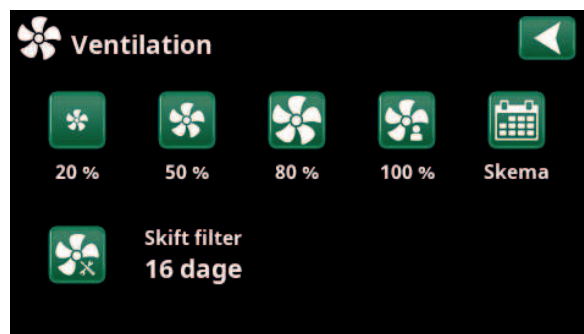 Ventilation
20 % 50 % 80 % 100 % Skema
Skift filter
16 dage